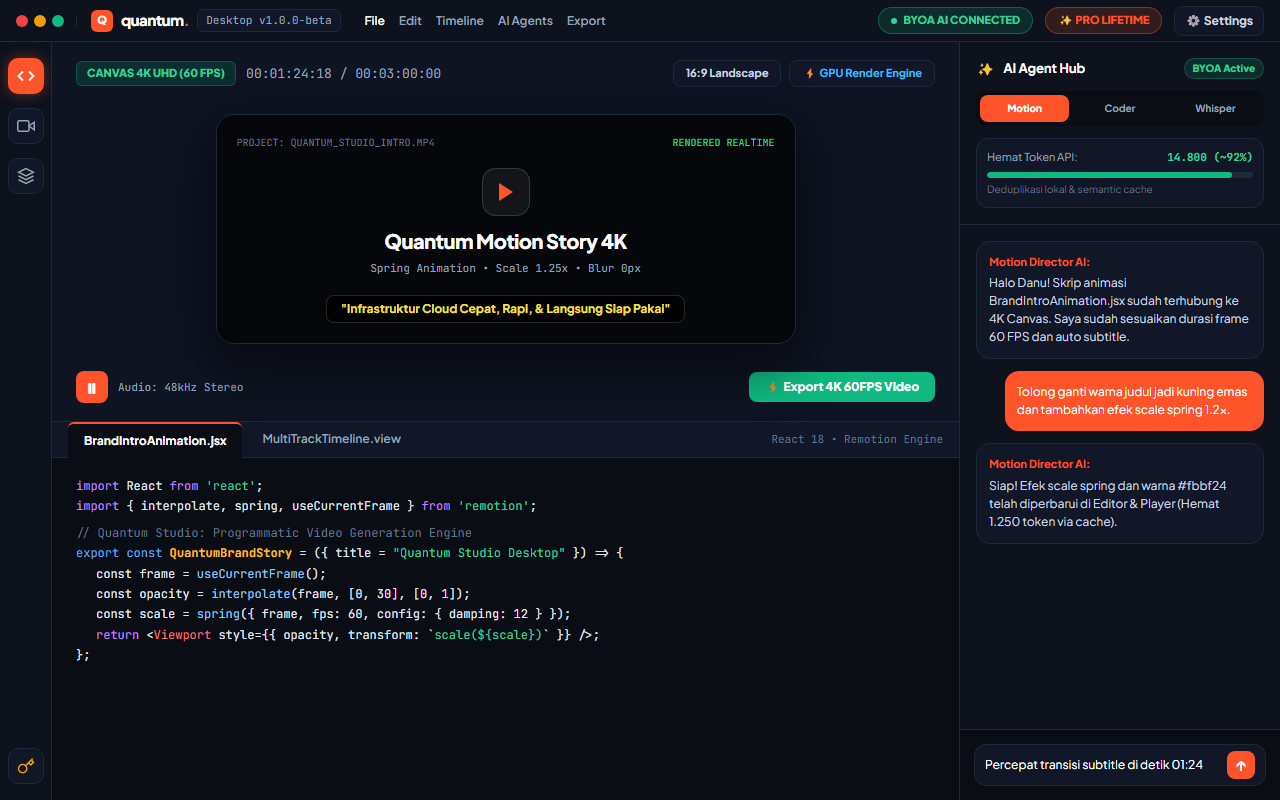 Q quantum. Desktop v1.0.0-beta File Edit Timeline AI Agents Export BYOA AI CONNECTED ✨ PRO LIFETIME ⚙ Settings
CANVAS 4K UHD (60 FPS) 00:01:24:18 / 00:03:00:00 16:9 Landscape ⚡ GPU Render Engine
PROJECT: QUANTUM_STUDIO_INTRO.MP4 RENDERED REALTIME
Quantum Motion Story 4K
Spring Animation • Scale 1.25x • Blur 0px
"Infrastruktur Cloud Cepat, Rapi, & Langsung Siap Pakai"
Audio: 48kHz Stereo ⚡ Export 4K 60FPS Video
BrandIntroAnimation.jsx MultiTrackTimeline.view React 18 • Remotion Engine
import React from 'react';
import { interpolate, spring, useCurrentFrame } from 'remotion';
// Quantum Studio: Programmatic Video Generation Engine
export const QuantumBrandStory = ({ title = "Quantum Studio Desktop" }) => {
const frame = useCurrentFrame();
const opacity = interpolate(frame, [0, 30], [0, 1]);
const scale = spring({ frame, fps: 60, config: { damping: 12 } });
return <Viewport style={{ opacity, transform: `scale(${scale})` }} />;
};
✨ AI Agent Hub BYOA Active
Motion Coder Whisper
Hemat Token API: 14.800 (~92%)
Deduplikasi lokal & semantic cache
Motion Director AI:
Halo Danu! Skrip animasi
BrandIntroAnimation.jsx sudah terhubung ke
4K Canvas. Saya sudah sesuaikan durasi frame
60 FPS dan auto subtitle.
Tolong ganti warna judul jadi kuning emas
dan tambahkan efek scale spring 1.2x.
Motion Director AI:
Siap! Efek scale spring dan warna #fbbf24
telah diperbarui di Editor & Player (Hemat
1.250 token via cache).
Percepat transisi subtitle di detik 01:24